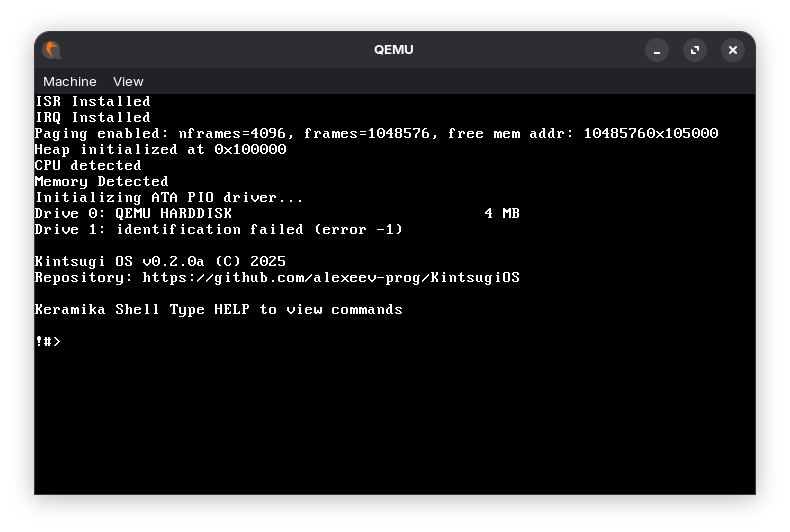 QEMU
Machine View
ISR Installed
IRQ Installed
Paging enabled: nframes=4096, frames=1048576, free mem addr: 10485760x105000
Heap initialized at 0x100000
CPU detected
Memory Detected
Initializing ATA PIO driver...
Drive 0: QEMU HARDDISK 4 MB
Drive 1: identification failed (error -1)
Kintsugi OS v0.2.0a (C) 2025
Repository: https://github.com/alexeev-prog/KintsugiOS
Keramika Shell Type HELP to view commands
!#>